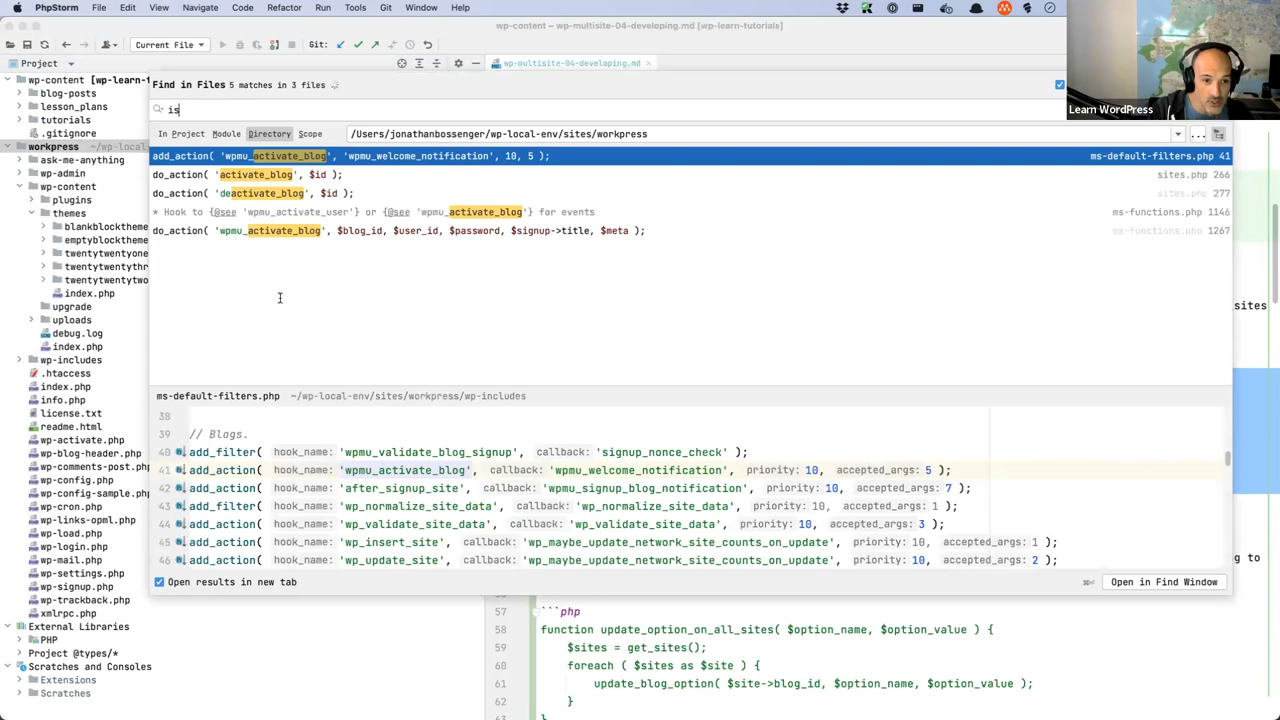 PhpStorm File Edit View Navigate Code Refactor Run Tools Git Window Help
wp-content – wp-multisite-04-developing.md (wp-learn-tutorials)
Current File
Git:
Project
wp-multisite-04-developing.md
wp-content [wp-learn-t
blog-posts
lesson_plans
tutorials
.gitignore
workpress ~/wp-local-
ask-me-anything
wp-admin
wp-content
plugins
themes
blankblocktheme
emptyblocktheme
twentytwentyone
twentytwentythr
twentytwentytwo
index.php
upgrade
uploads
debug.log
index.php
wp-includes
.htaccess
index.php
info.php
license.txt
readme.html
wp-activate.php
wp-blog-header.php
wp-comments-post.php
wp-config.php
wp-config-sample.php
wp-cron.php
wp-links-opml.php
wp-load.php
wp-login.php
wp-mail.php
wp-settings.php
wp-signup.php
wp-trackback.php
xmlrpc.php
External Libraries
PHP
Project @types/*
Scratches and Consoles
Extensions
Scratches
Find in Files 5 matches in 3 files
is
In Project Module Directory Scope /Users/jonathanbossenger/wp-local-env/sites/workpress ...
add_action( 'wpmu_activate_blog', 'wpmu_welcome_notification', 10, 5 ); ms-default-filters.php 41
do_action( 'activate_blog', $id ); sites.php 266
do_action( 'deactivate_blog', $id ); sites.php 277
* Hook to {@see 'wpmu_activate_user'} or {@see 'wpmu_activate_blog'} for events ms-functions.php 1146
do_action( 'wpmu_activate_blog', $blog_id, $user_id, $password, $signup->title, $meta ); ms-functions.php 1267
ms-default-filters.php ~/wp-local-env/sites/workpress/wp-includes
38
39 // Blogs.
40 add_filter( hook_name: 'wpmu_validate_blog_signup', callback: 'signup_nonce_check' );
41 add_action( hook_name: 'wpmu_activate_blog', callback: 'wpmu_welcome_notification', priority: 10, accepted_args: 5 );
42 add_action( hook_name: 'after_signup_site', callback: 'wpmu_signup_blog_notification', priority: 10, accepted_args: 7 );
43 add_filter( hook_name: 'wp_normalize_site_data', callback: 'wp_normalize_site_data', priority: 10, accepted_args: 1 );
44 add_action( hook_name: 'wp_validate_site_data', callback: 'wp_validate_site_data', priority: 10, accepted_args: 3 );
45 add_action( hook_name: 'wp_insert_site', callback: 'wp_maybe_update_network_site_counts_on_update', priority: 10, accepted_args: 1 );
46 add_action( hook_name: 'wp_update_site', callback: 'wp_maybe_update_network_site_counts_on_update', priority: 10, accepted_args: 2 );
Open results in new tab
Open in Find Window
Learn WordPress
sites
ng to
57 ```php
58 function update_option_on_all_sites( $option_name, $option_value ) {
59 $sites = get_sites();
60 foreach ( $sites as $site ) {
61 update_blog_option( $site->blog_id, $option_name, $option_value );
62 }
}